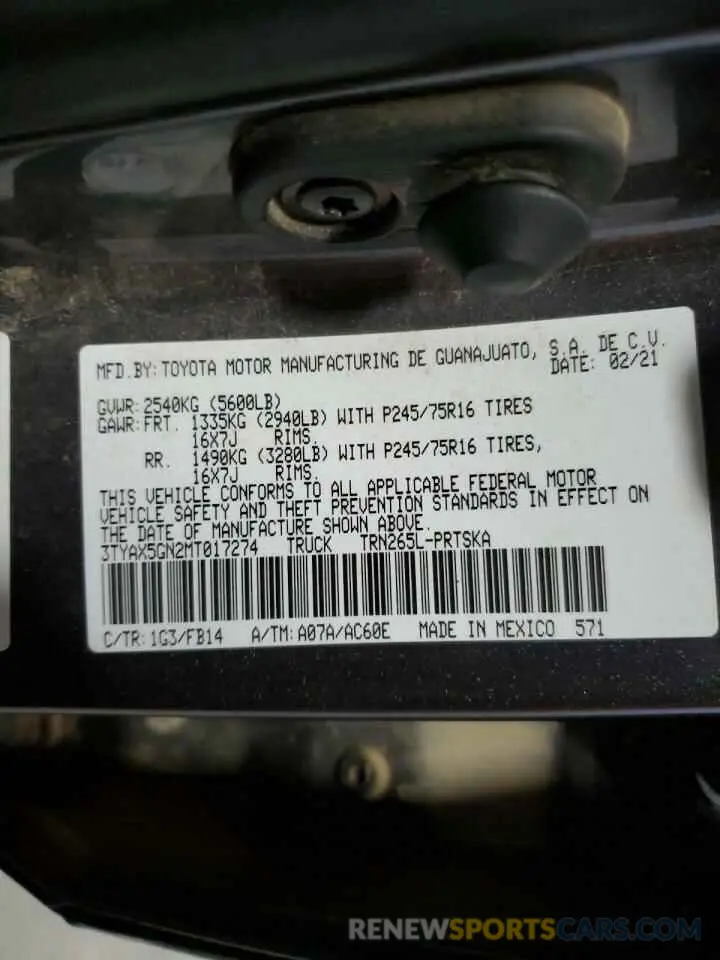 MFD.BY: TOYOTA MOTOR MANUFACTURING DE GUANAJUATO, S.A. DE C.V.
DATE: 02/21
GVWR: 2540KG (5600LB)
GAWR: FRT. 1335KG (2940LB) WITH P245/75R16 TIRES
16X7J RIMS.
RR. 1490KG (3280LB) WITH P245/75R16 TIRES,
16X7J RIMS.
THIS VEHICLE CONFORMS TO ALL APPLICABLE FEDERAL MOTOR
VEHICLE SAFETY AND THEFT PREVENTION STANDARDS IN EFFECT ON
THE DATE OF MANUFACTURE SHOWN ABOVE.
3TYAX5GN2MT017274 TRUCK TRN265L-PRTSKA
C/TR: 1G3/FB14 A/TM: A07A/AC60E MADE IN MEXICO 571
RENEWSPORTSCARS.COM